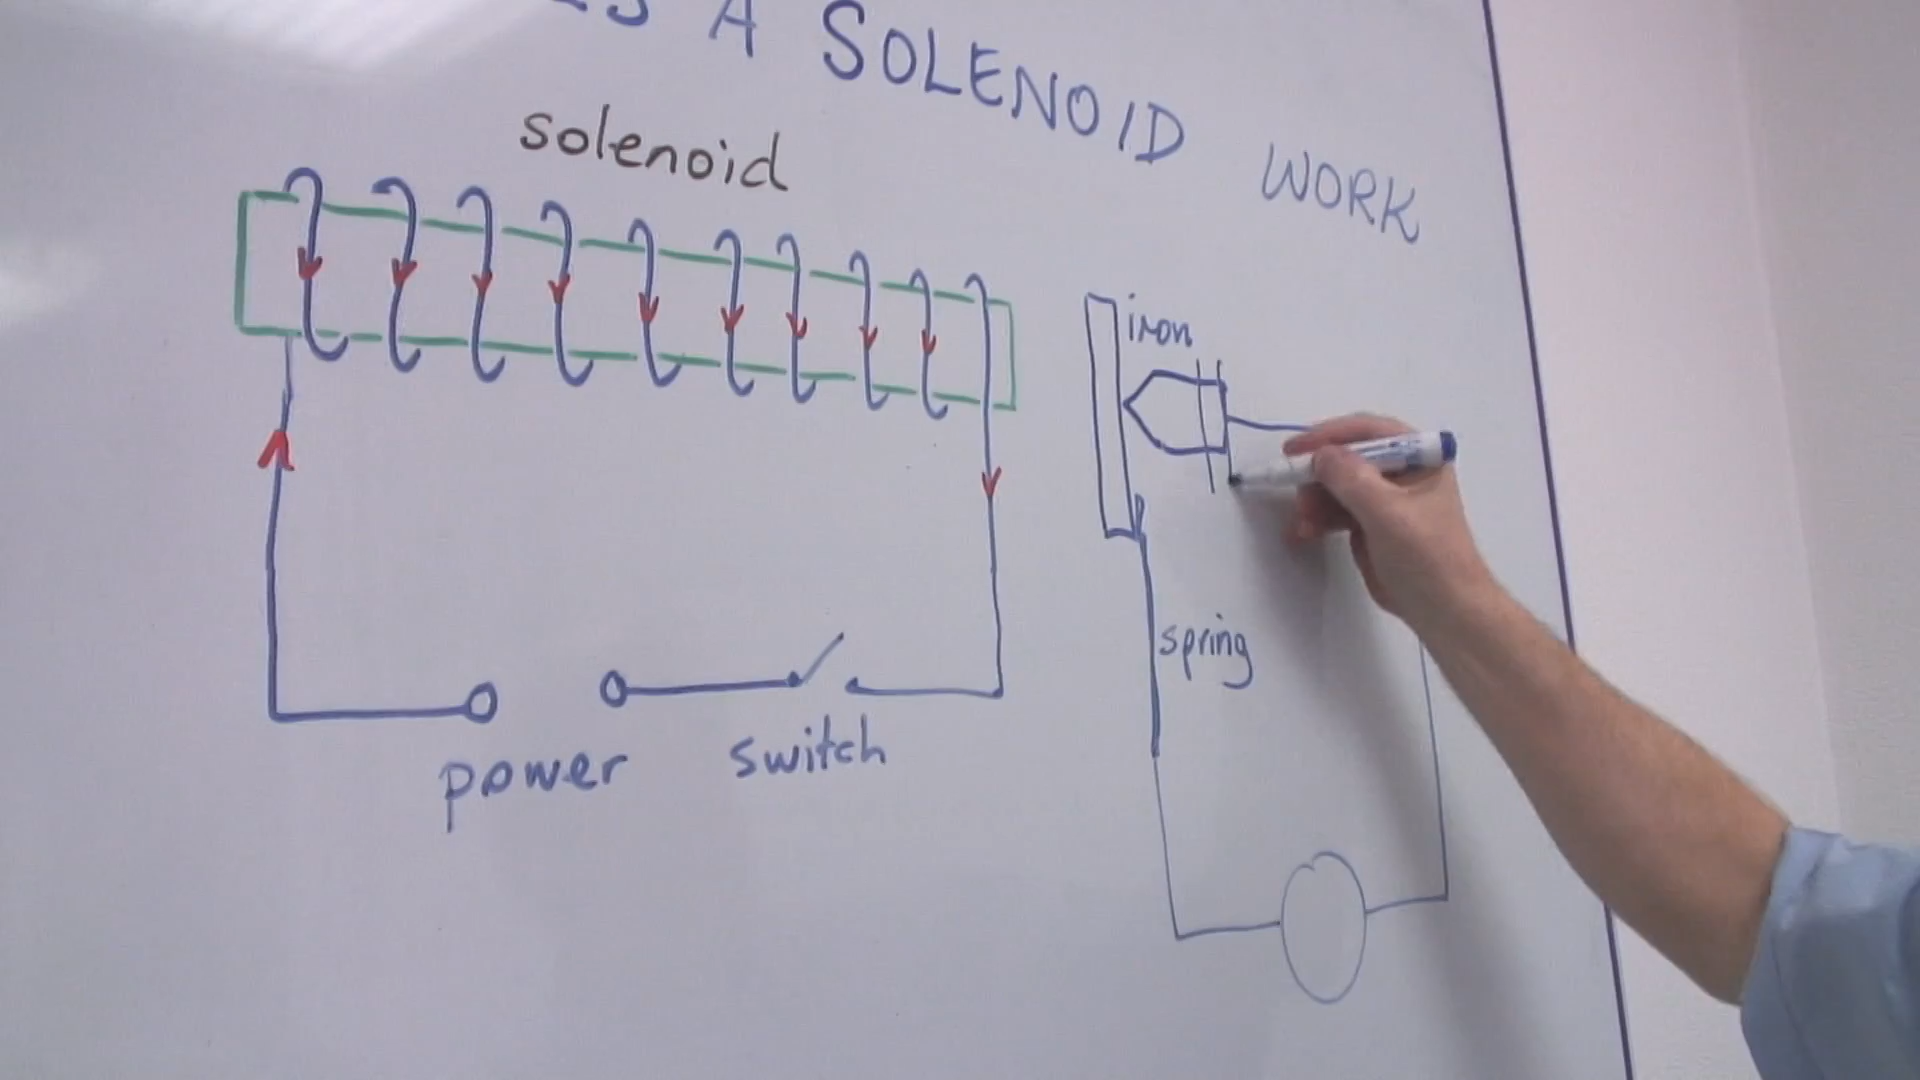 A SOLENOID WORK
solenoid
iron
spring
power
switch